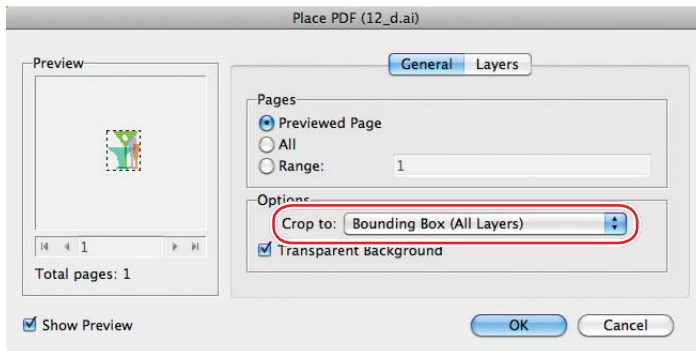 Place PDF (12_d.ai)
Preview
1
Total pages: 1
Show Preview
General Layers
Pages
Previewed Page
All
Range: 1
Options
Crop to: Bounding Box (All Layers)
Transparent Background
OK Cancel